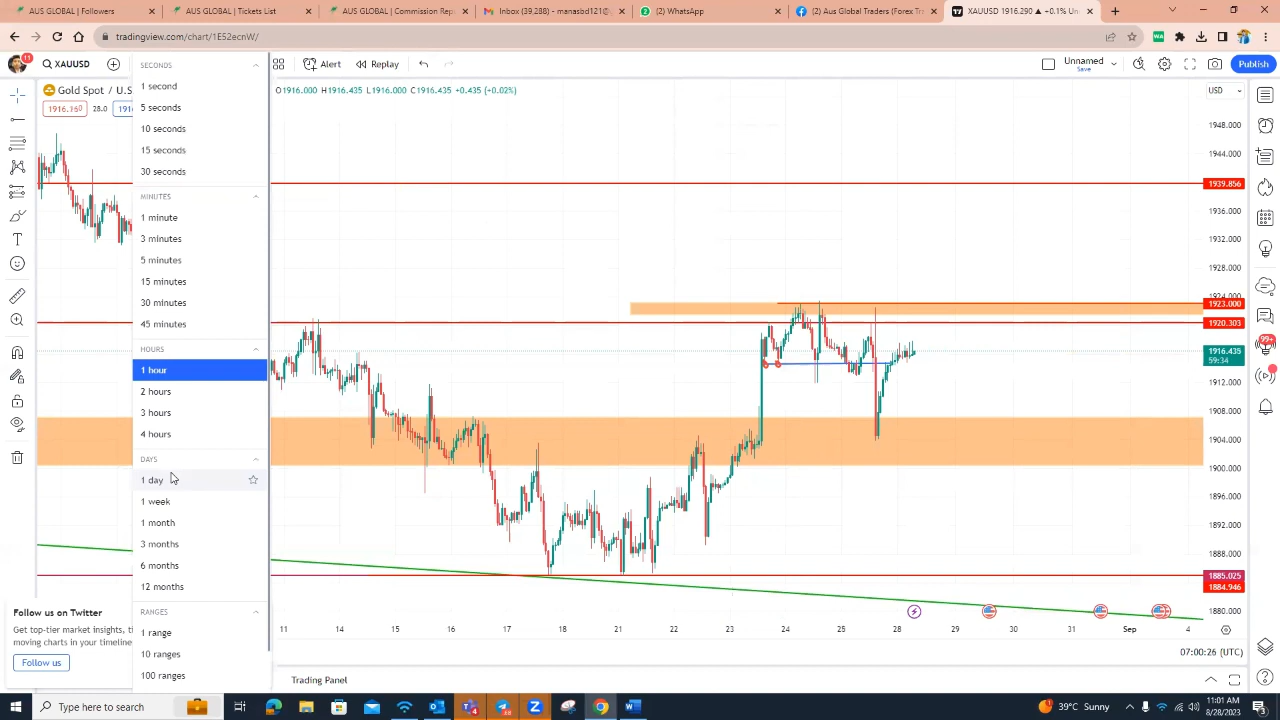 AUS GLOBAL | Followers
AUS GLOBAL | Tickets List
AUS GLOBAL | Commission Rep
Gmail - Inbox (39,288) - manasbd121@g
(2) WhatsApp
Aus Global Traders (Forex Tra
XAUUSD 1916.290 ▲ +0.1% Un
tradingview.com/chart/1E52ecnW/
11
XAUUSD
Alert
Replay
Unnamed
Save
Publish
Gold Spot / U.S
O1916.000 H1916.435 L1916.000 C1916.435 +0.435 (+0.02%)
USD
28.0
SECONDS
1 second
5 seconds
10 seconds
15 seconds
30 seconds
MINUTES
1 minute
3 minutes
5 minutes
15 minutes
30 minutes
45 minutes
HOURS
1 hour
2 hours
3 hours
4 hours
DAYS
1 day
1 week
1 month
3 months
6 months
12 months
RANGES
1 range
10 ranges
100 ranges
1948.000
1944.000
1939.856
1936.000
1932.000
1928.000
1924.000
1923.000
1920.303
1916.435
59:34
1912.000
1908.000
1904.000
1900.000
1896.000
1892.000
1888.000
1885.025
1884.946
1880.000
99+
11 14 15 16 17 18 21 22 23 24 25 28 29 30 31 Sep 4
07:00:26 (UTC)
Follow us on Twitter
Get top-tier market insights, t
moving charts in your timeline
Follow us
Trading Panel
Type here to search
39°C Sunny
11:01 AM
8/28/2023